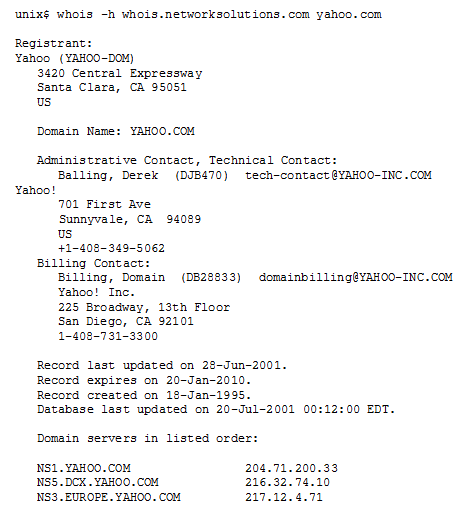 unix$ whois -h whois.networksolutions.com yahoo.com
Registrant:
Yahoo (YAHOO-DOM)
3420 Central Expressway
Santa Clara, CA 95051
US
Domain Name: YAHOO.COM
Administrative Contact, Technical Contact:
Balling, Derek (DJB470) tech-contact@YAHOO-INC.COM
Yahoo!
701 First Ave
Sunnyvale, CA 94089
US
+1-408-349-5062
Billing Contact:
Billing, Domain (DB28833) domainbilling@YAHOO-INC.COM
Yahoo! Inc.
225 Broadway, 13th Floor
San Diego, CA 92101
1-408-731-3300
Record last updated on 28-Jun-2001.
Record expires on 20-Jan-2010.
Record created on 18-Jan-1995.
Database last updated on 20-Jul-2001 00:12:00 EDT.
Domain servers in listed order:
NS1.YAHOO.COM 204.71.200.33
NS5.DCX.YAHOO.COM 216.32.74.10
NS3.EUROPE.YAHOO.COM 217.12.4.71